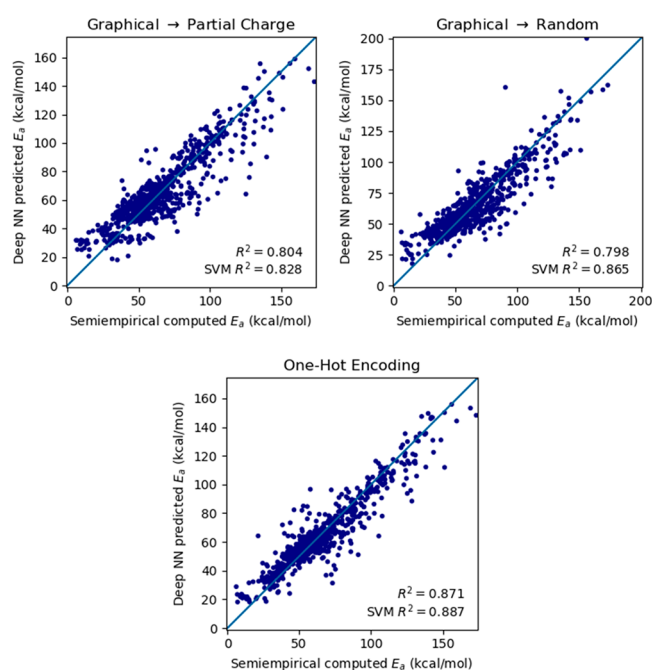 Graphical → Partial Charge
160
140
120
100
80
60
40
20
0
Deep NN predicted Eₐ (kcal/mol)
R² = 0.804
SVM R² = 0.828
0 50 100 150
Semiempirical computed Eₐ (kcal/mol)
Graphical → Random
200
175
150
125
100
75
50
25
0
Deep NN predicted Eₐ (kcal/mol)
R² = 0.798
SVM R² = 0.865
0 50 100 150 200
Semiempirical computed Eₐ (kcal/mol)
One-Hot Encoding
160
140
120
100
80
60
40
20
0
Deep NN predicted Eₐ (kcal/mol)
R² = 0.871
SVM R² = 0.887
0 50 100 150
Semiempirical computed Eₐ (kcal/mol)